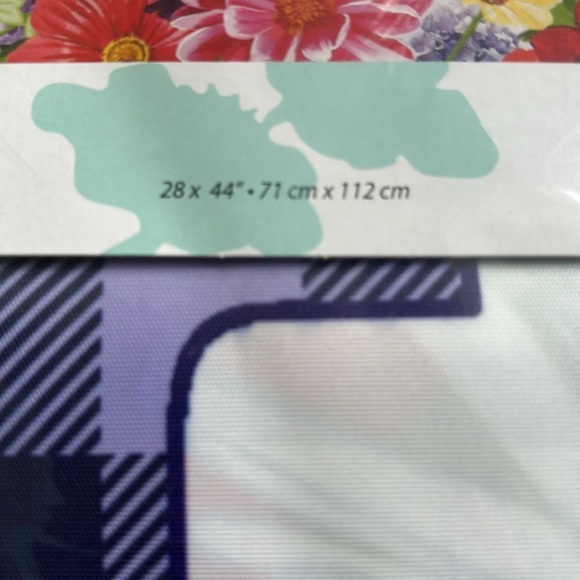 28 x 44" • 71 cm x 112 cm